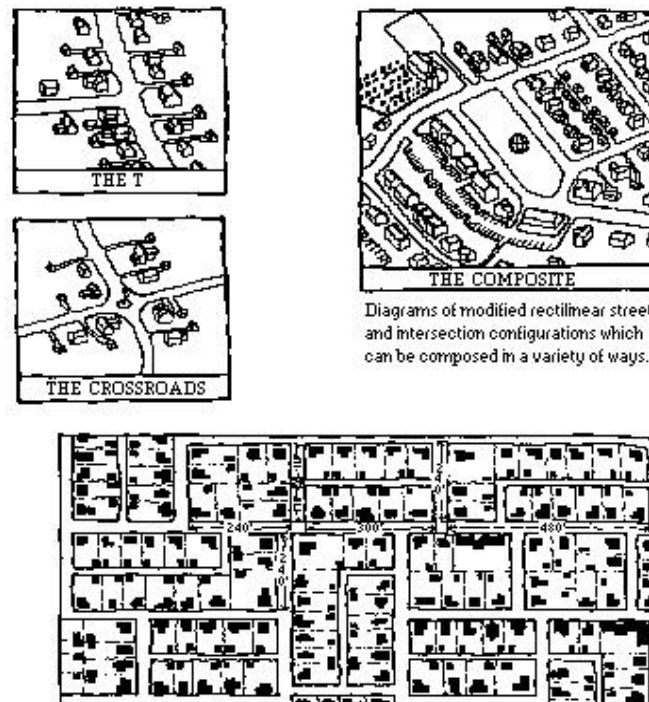 THE T
THE COMPOSITE
Diagrams of modified rectilinear street
and intersection configurations which
can be composed in a variety of ways.
THE CROSSROADS
240'
300'
480'
240'